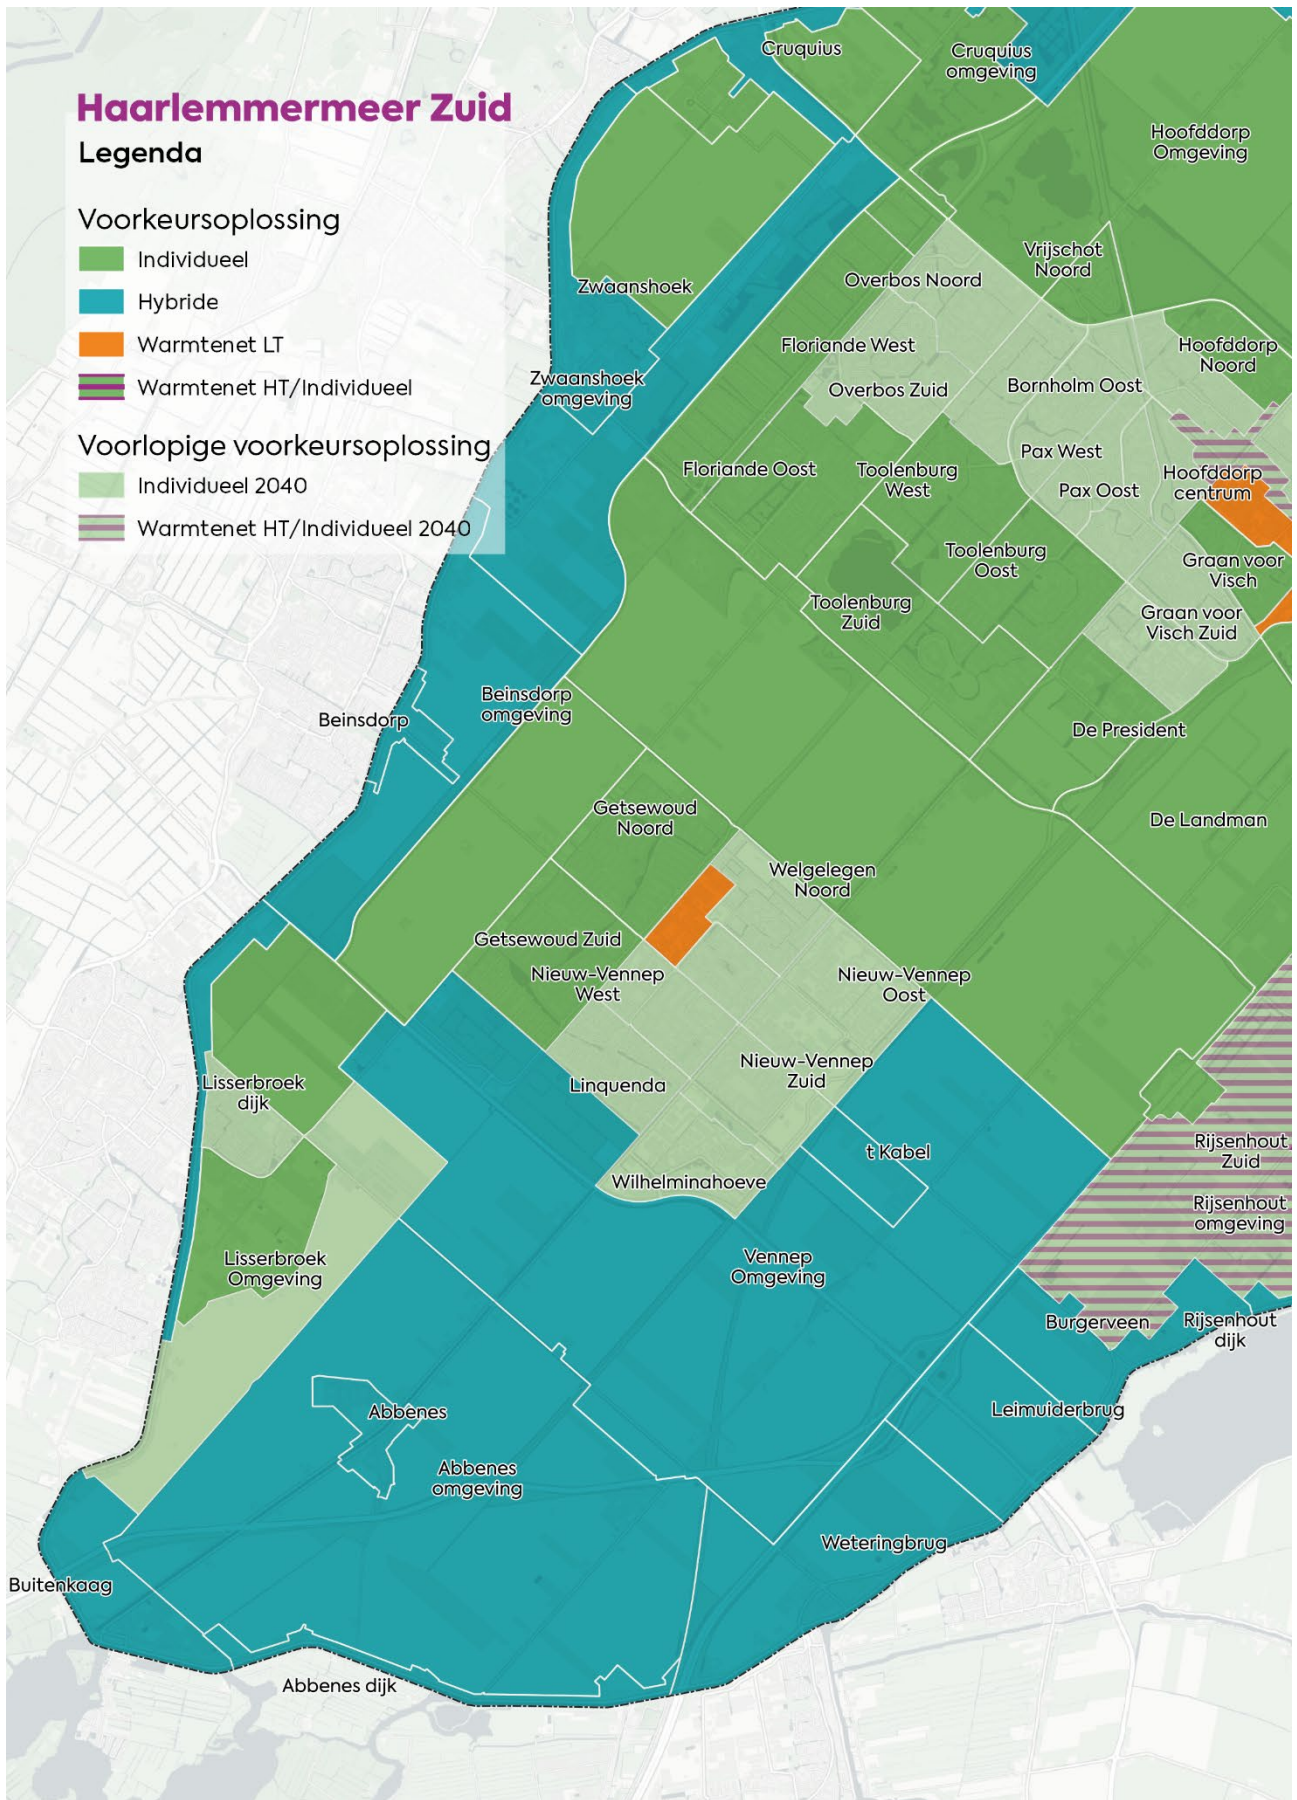 Haarlemmermeer Zuid
Legenda
Voorkeursoplossing
Individueel
Hybride
Warmtenet LT
Warmtenet HT/Individueel
Voorlopige voorkeursoplossing
Individueel 2040
Warmtenet HT/Individueel 2040
Cruquius
Cruquius
omgeving
Hoofddorp
Omgeving
Vrijschot
Noord
Overbos Noord
Zwaanshoek
Floriande West
Hoofddorp
Noord
Zwaanshoek
omgeving
Overbos Zuid
Bornholm Oost
Pax West
Floriande Oost
Toolenburg
West
Pax Oost
Hoofddorp
centrum
Toolenburg
Oost
Graan voor
Visch
Toolenburg
Zuid
Graan voor
Visch Zuid
Beinsdorp
Beinsdorp
omgeving
De President
Getsewoud
Noord
De Landman
Welgelegen
Noord
Getsewoud Zuid
Nieuw-Vennep
West
Nieuw-Vennep
Oost
Lisserbroek
dijk
Linquenda
Nieuw-Vennep
Zuid
t Kabel
Rijsenhout
Zuid
Wilhelminahoeve
Rijsenhout
omgeving
Lisserbroek
Omgeving
Vennep
Omgeving
Burgerveen
Rijsenhout
dijk
Abbenes
Leimuiderbrug
Abbenes
omgeving
Weteringbrug
Buitenkaag
Abbenes dijk